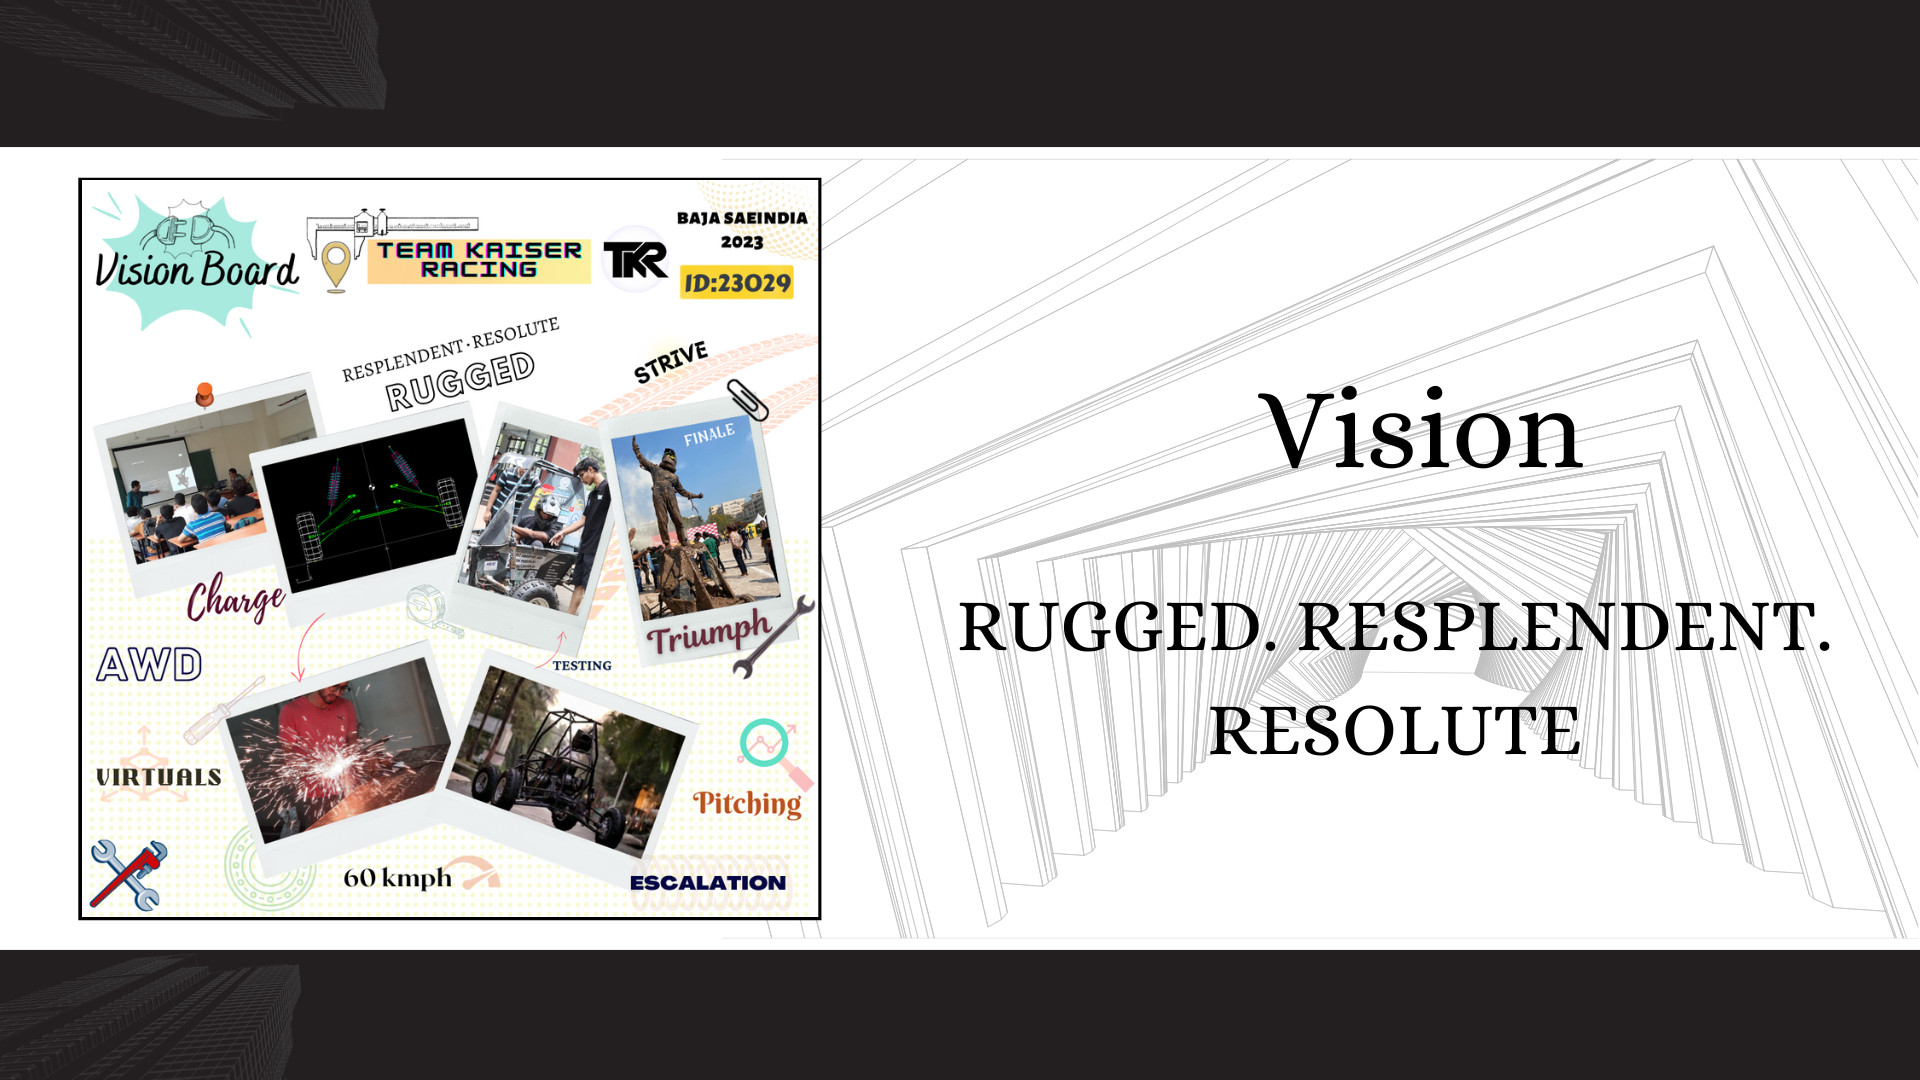 Vision Board
TEAM KAISER
RACING
TKR
BAJA SAEINDIA
2023
ID:23029
RESPLENDENT·RESOLUTE
RUGGED
STRIVE
FINALE
Charge
Triumph
AWD
TESTING
VIRTUALS
Pitching
60 kmph
ESCALATION
Vision
RUGGED. RESPLENDENT.
RESOLUTE